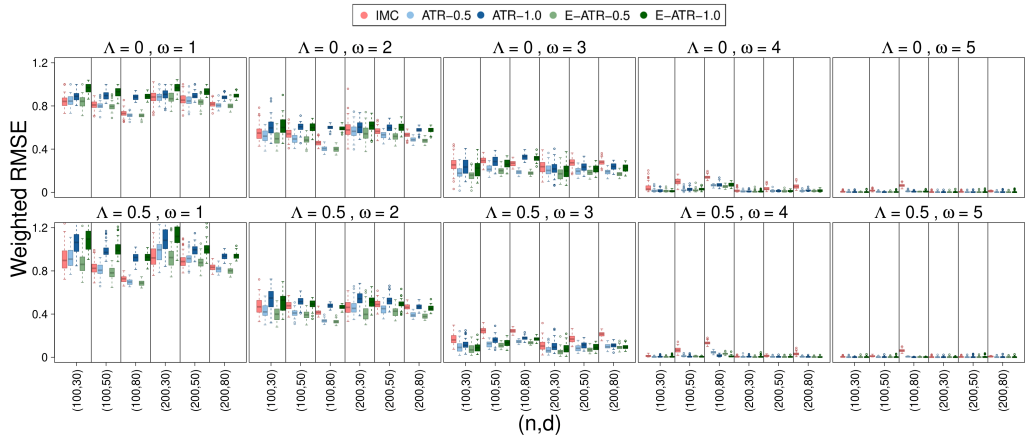 IMC ATR−0.5 ATR−1.0 E−ATR−0.5 E−ATR−1.0
Λ = 0 , ω = 1 Λ = 0 , ω = 2 Λ = 0 , ω = 3 Λ = 0 , ω = 4 Λ = 0 , ω = 5
1.2
0.8
0.4
0
Λ = 0.5 , ω = 1 Λ = 0.5 , ω = 2 Λ = 0.5 , ω = 3 Λ = 0.5 , ω = 4 Λ = 0.5 , ω = 5
1.2
0.8
0.4
0
Weighted RMSE
(100,30) (100,50) (100,80) (200,30) (200,50) (200,80) (100,30) (100,50) (100,80) (200,30) (200,50) (200,80) (100,30) (100,50) (100,80) (200,30) (200,50) (200,80) (100,30) (100,50) (100,80) (200,30) (200,50) (200,80) (100,30) (100,50) (100,80) (200,30) (200,50) (200,80)
(n,d)